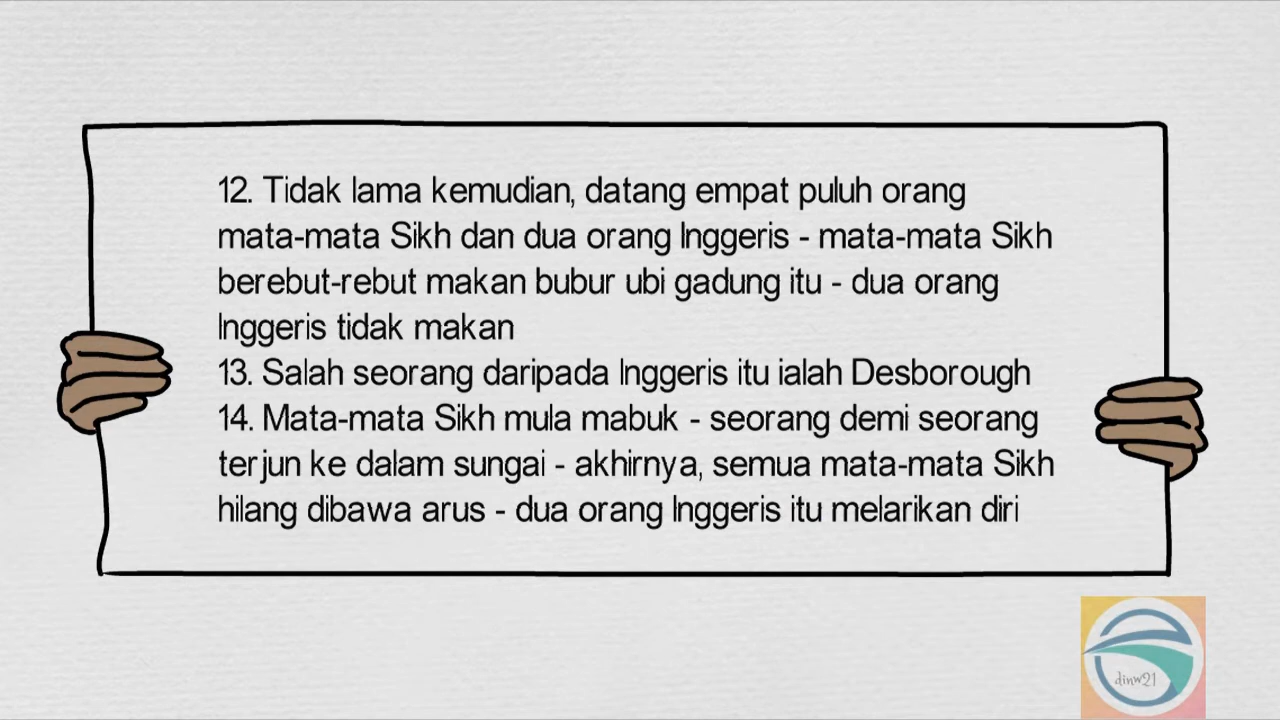 12. Tidak lama kemudian, datang empat puluh orang
mata-mata Sikh dan dua orang Inggeris - mata-mata Sikh
berebut-rebut makan bubur ubi gadung itu - dua orang
Inggeris tidak makan
13. Salah seorang daripada Inggeris itu ialah Desborough
14. Mata-mata Sikh mula mabuk - seorang demi seorang
terjun ke dalam sungai - akhirnya, semua mata-mata Sikh
hilang dibawa arus - dua orang Inggeris itu melarikan diri
dinw21